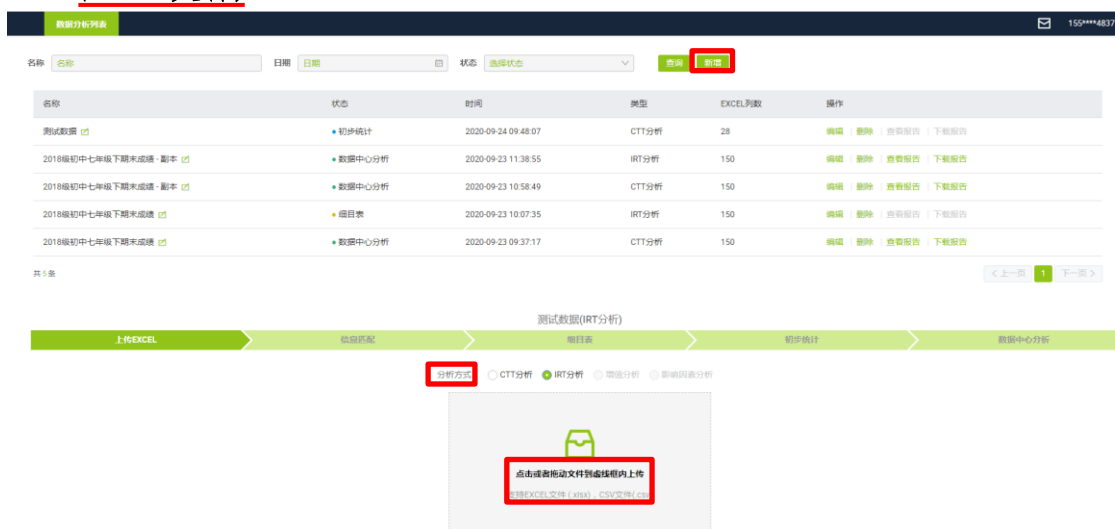 数据分析列表 155****4837
名称 名称 日期 日期 状态 选择状态 查询 新增
名称 状态 时间 类型 EXCEL列数 操作
测试数据 初步统计 2020-09-24 09:48:07 CTT分析 28 编辑 删除 查看报告 下载报告
2018级初中七年级下期末成绩 - 副本 数据中心分析 2020-09-23 11:38:55 IRT分析 150 编辑 删除 查看报告 下载报告
2018级初中七年级下期末成绩 - 副本 数据中心分析 2020-09-23 10:58:49 CTT分析 150 编辑 删除 查看报告 下载报告
2018级初中七年级下期末成绩 细目表 2020-09-23 10:07:35 IRT分析 150 编辑 删除 查看报告 下载报告
2018级初中七年级下期末成绩 数据中心分析 2020-09-23 09:37:17 CTT分析 150 编辑 删除 查看报告 下载报告
共5条 <上一页 1 下一页>
测试数据(IRT分析)
上传EXCEL 信息匹配 细目表 初步统计 数据中心分析
分析方式 CTT分析 IRT分析 增值分析 影响因素分析
点击或者拖动文件到虚线框内上传
支持EXCEL文件(.xlsx),CSV文件(.csv